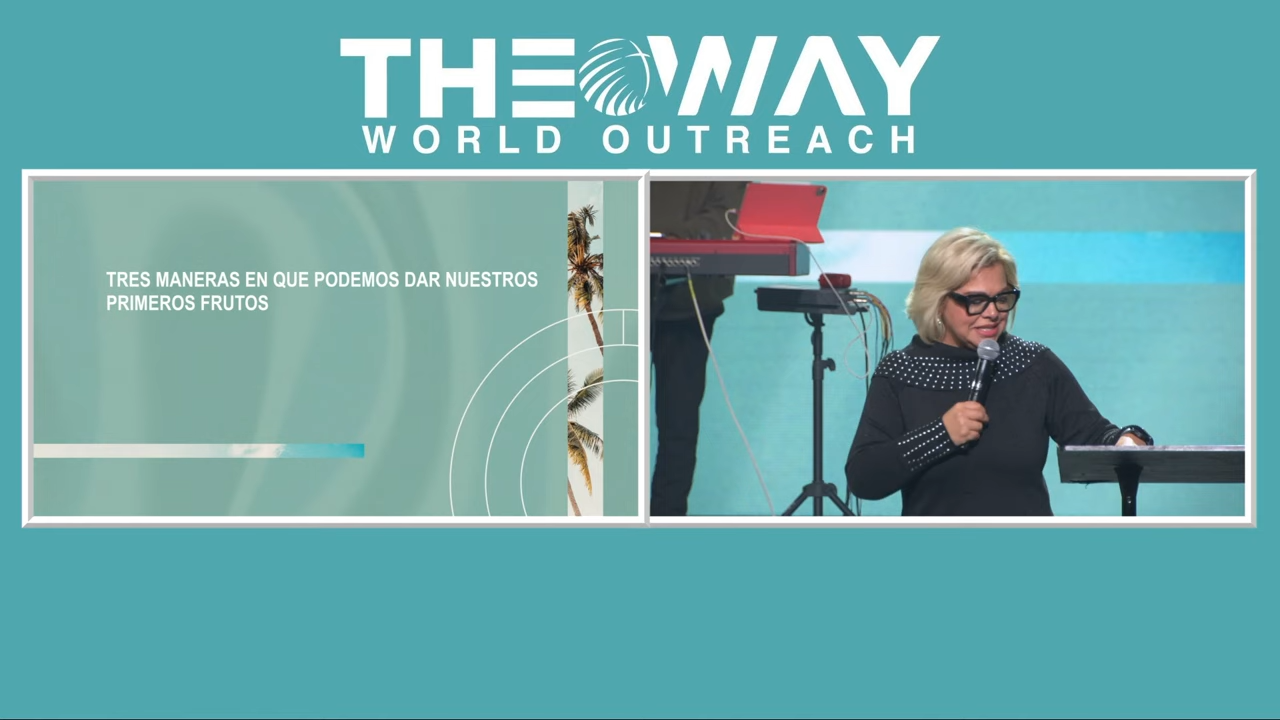 THE WAY
WORLD OUTREACH
TRES MANERAS EN QUE PODEMOS DAR NUESTROS
PRIMEROS FRUTOS